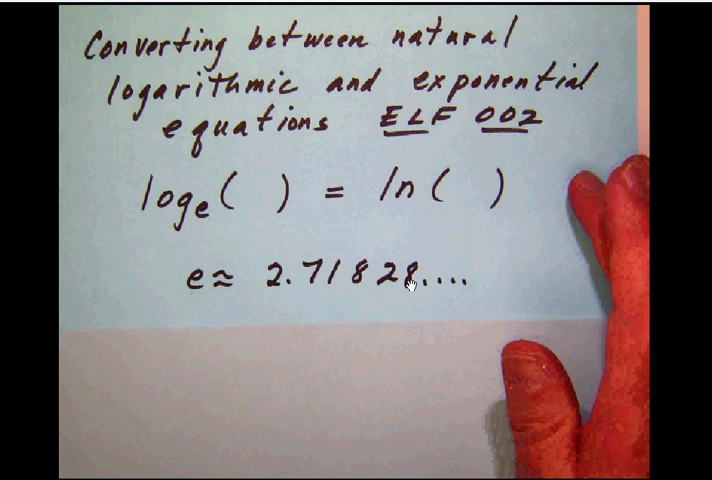 Converting between natural
logarithmic and exponential
equations ELF 002
logₑ( ) = ln( )
e ≈ 2.71828....